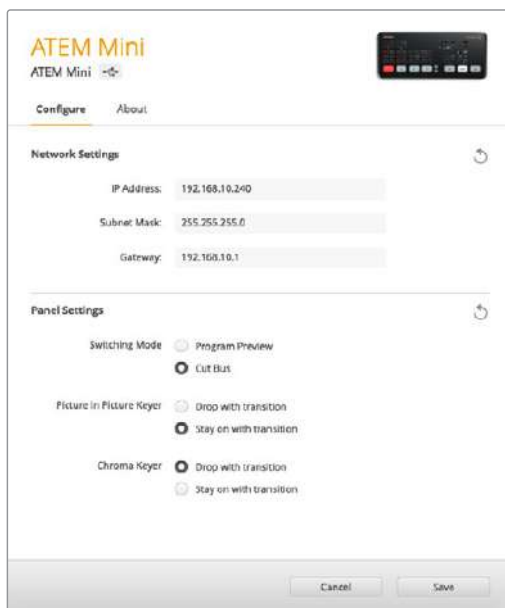 ATEM Mini
ATEM Mini
Configure About
Network Settings
IP Address: 192.168.10.240
Subnet Mask: 255.255.255.0
Gateway: 192.168.10.1
Panel Settings
Switching Mode Program Preview
Cut Bus
Picture in Picture Keyer Drop with transition
Stay on with transition
Chroma Keyer Drop with transition
Stay on with transition
Cancel Save